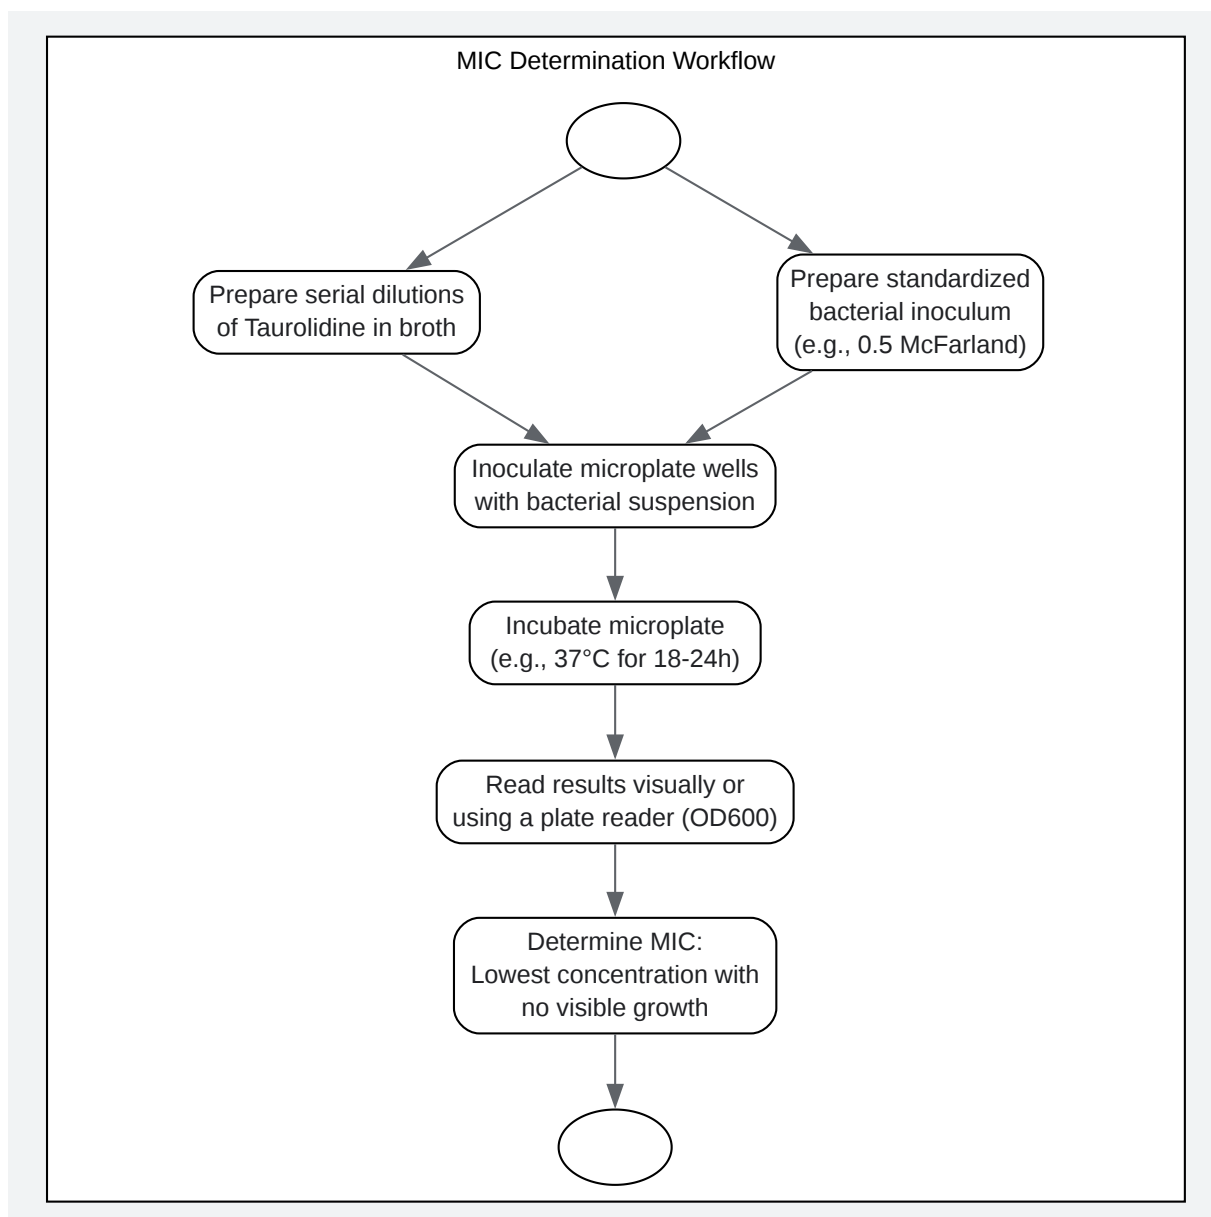 MIC Determination Workflow
Prepare serial dilutions
of Taurolidine in broth
Prepare standardized
bacterial inoculum
(e.g., 0.5 McFarland)
Inoculate microplate wells
with bacterial suspension
Incubate microplate
(e.g., 37°C for 18-24h)
Read results visually or
using a plate reader (OD600)
Determine MIC:
Lowest concentration with
no visible growth